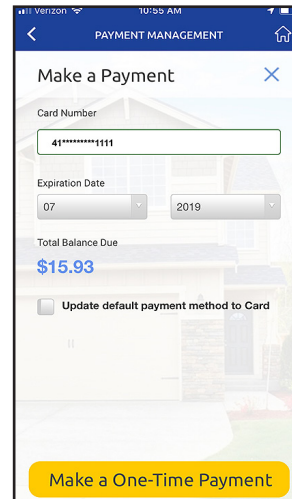 Verizon 10:55 AM
PAYMENT MANAGEMENT
Make a Payment
Card Number
41*********1111
Expiration Date
07 2019
Total Balance Due
$15.93
Update default payment method to Card
Make a One-Time Payment